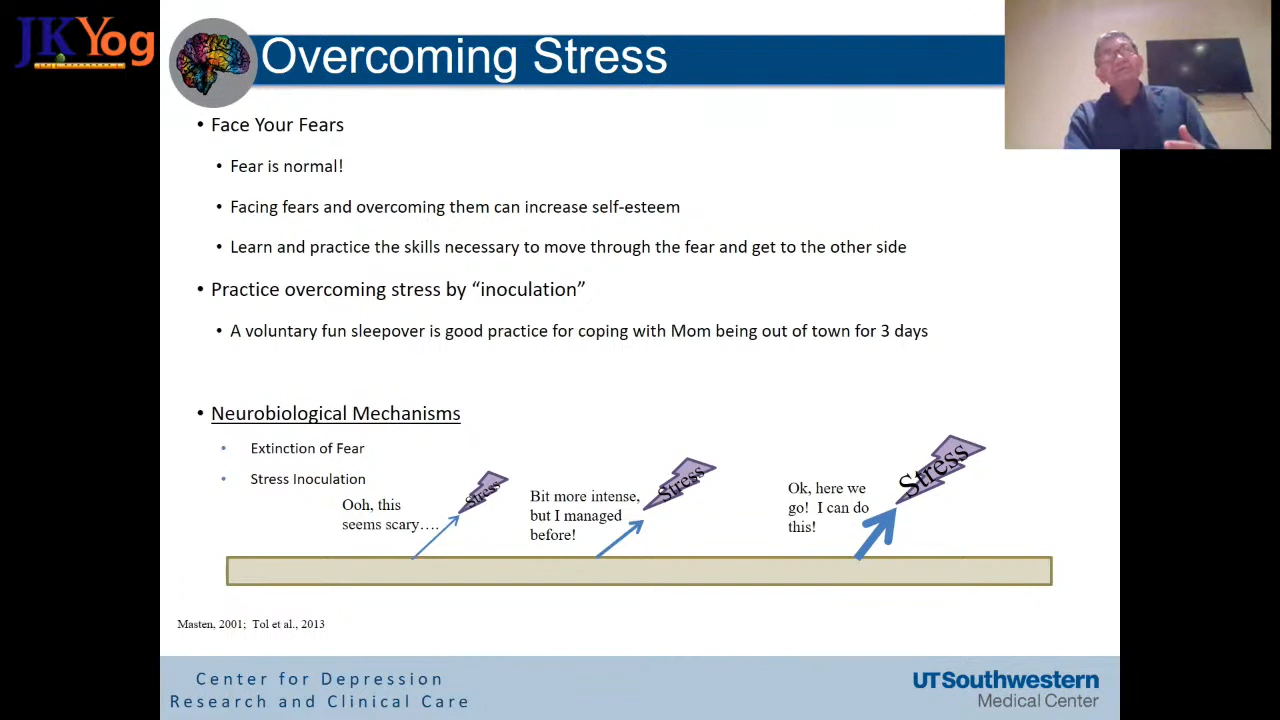 JKYog
Overcoming Stress
• Face Your Fears
• Fear is normal!
• Facing fears and overcoming them can increase self-esteem
• Learn and practice the skills necessary to move through the fear and get to the other side
• Practice overcoming stress by “inoculation”
• A voluntary fun sleepover is good practice for coping with Mom being out of town for 3 days
• Neurobiological Mechanisms
• Extinction of Fear
• Stress Inoculation
Ooh, this
seems scary….
Stress
Bit more intense,
but I managed
before!
Stress
Ok, here we
go! I can do
this!
Stress
Masten, 2001; Tol et al., 2013
Center for Depression
Research and Clinical Care
UTSouthwestern
Medical Center